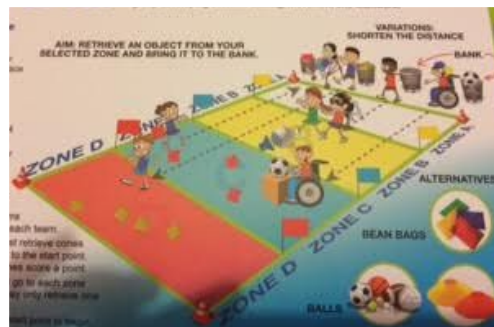 AIM: RETRIEVE AN OBJECT FROM YOUR
SELECTED ZONE AND BRING IT TO THE BANK.
VARIATIONS:
SHORTEN THE DISTANCE
BANK
ZONE D
ZONE B
ZONE A
ZONE B
ZONE C
ZONE D
ALTERNATIVES
BEAN BAGS
BALLS
each team.
retrieve cones
to the start point.
score a point
go to each zone
only retrieve one